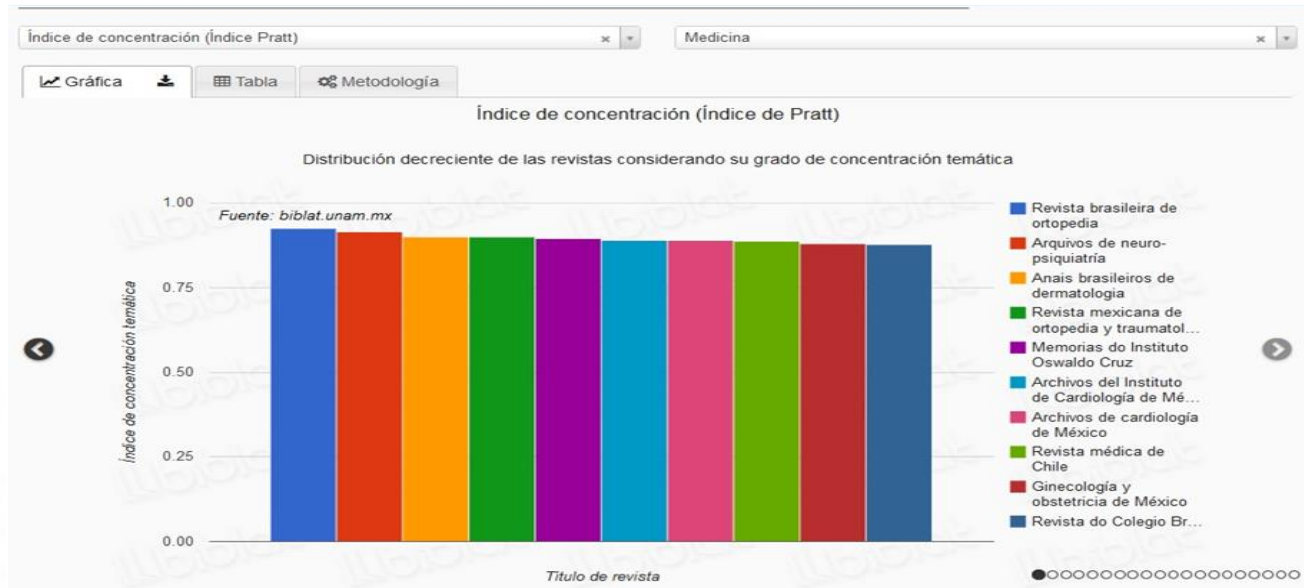 Índice de concentración (Índice Pratt)
Medicina
Gráfica
Tabla
Metodología
Índice de concentración (Índice de Pratt)
Distribución decreciente de las revistas considerando su grado de concentración temática
Fuente: biblat.unam.mx
1.00
0.75
0.50
0.25
0.00
Índice de concentración temática
Título de revista
Revista brasileira de
ortopedia
Arquivos de neuro-
psiquiatría
Anais brasileiros de
dermatologia
Revista mexicana de
ortopedia y traumatol...
Memorias do Instituto
Oswaldo Cruz
Archivos del Instituto
de Cardiología de Mé...
Archivos de cardiología
de México
Revista médica de
Chile
Ginecología y
obstetricia de México
Revista do Colegio Br...